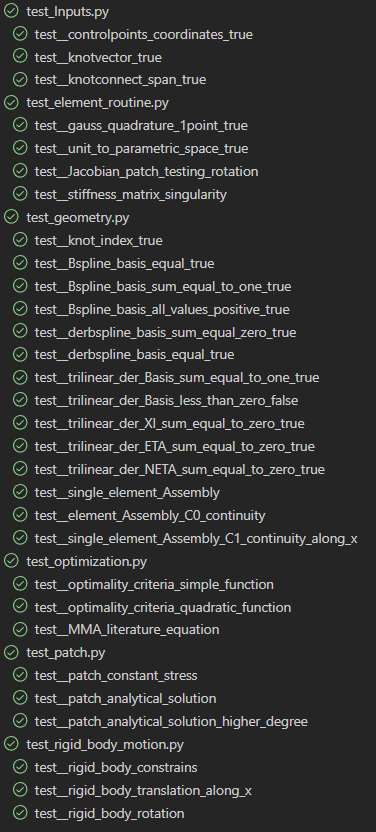 test_Inputs.py
test__controlpoints_coordinates_true
test__knotvector_true
test__knotconnect_span_true
test_element_routine.py
test__gauss_quadrature_1point_true
test__unit_to_parametric_space_true
test__Jacobian_patch_testing_rotation
test__stiffness_matrix_singularity
test_geometry.py
test__knot_index_true
test__Bspline_basis_equal_true
test__Bspline_basis_sum_equal_to_one_true
test__Bspline_basis_all_values_positive_true
test__derbspline_basis_sum_equal_zero_true
test__derbspline_basis_equal_true
test__trilinear_der_Basis_sum_equal_to_one_true
test__trilinear_der_Basis_less_than_zero_false
test__trilinear_der_XI_sum_equal_to_zero_true
test__trilinear_der_ETA_sum_equal_to_zero_true
test__trilinear_der_NETA_sum_equal_to_zero_true
test__single_element_Assembly
test__element_Assembly_C0_continuity
test__single_element_Assembly_C1_continuity_along_x
test_optimization.py
test__optimality_criteria_simple_function
test__optimality_criteria_quadratic_function
test__MMA_literature_equation
test_patch.py
test__patch_constant_stress
test__patch_analytical_solution
test__patch_analytical_solution_higher_degree
test_rigid_body_motion.py
test__rigid_body_constrains
test__rigid_body_translation_along_x
test__rigid_body_rotation